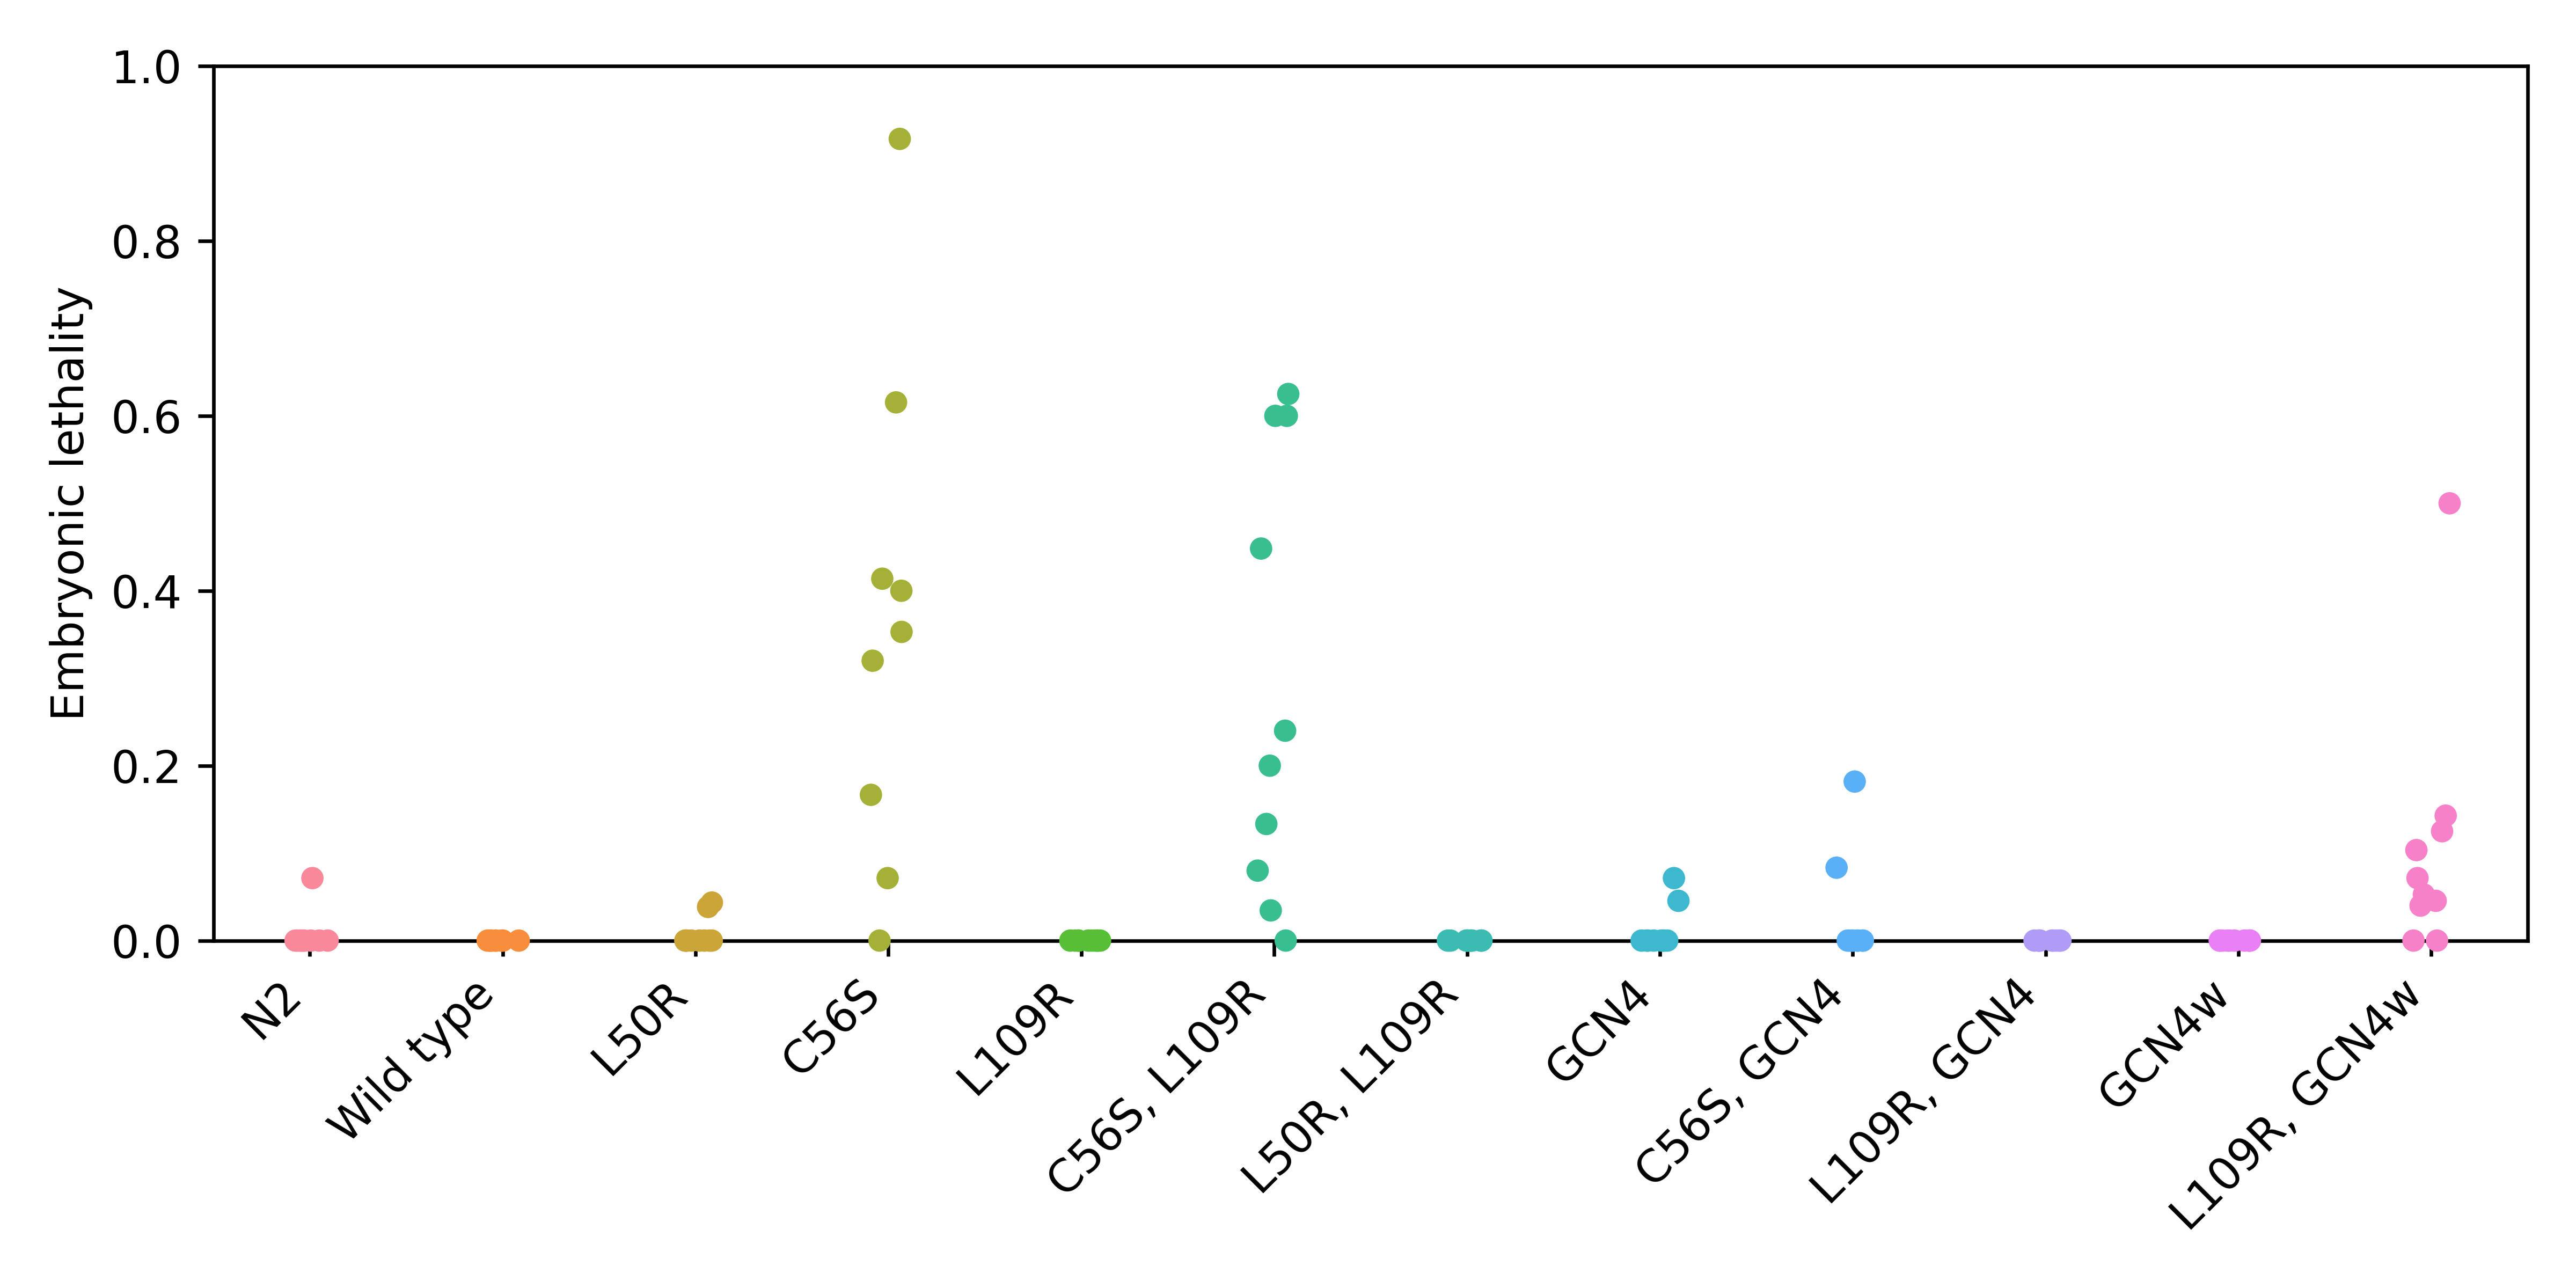 1.0
0.8
0.6
0.4
0.2
0.0
Embryonic lethality
N2
Wild type
L50R
C56S
L109R
C56S, L109R
L50R, L109R
GCN4
C56S, GCN4
L109R, GCN4
GCN4w
L109R, GCN4w